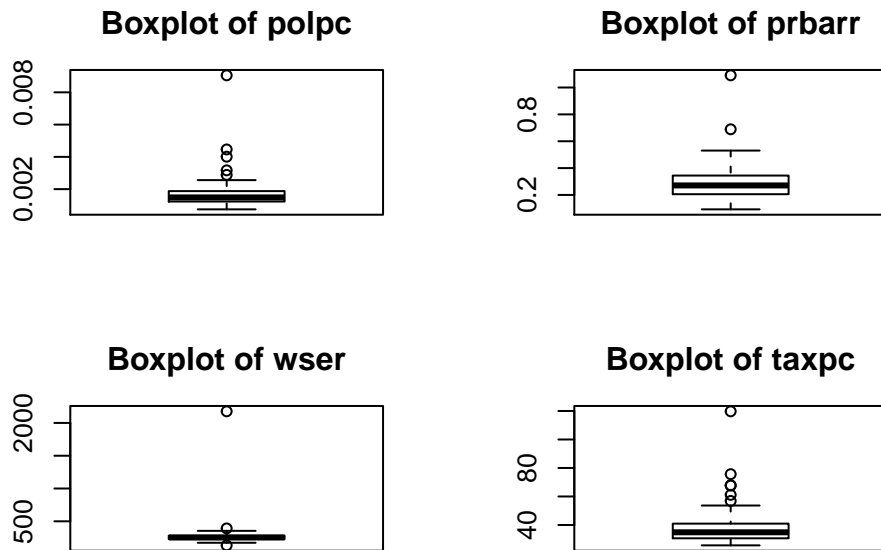 Boxplot of polpc
0.008
0.002
Boxplot of prbarr
0.8
0.2
Boxplot of wser
2000
500
Boxplot of taxpc
80
40